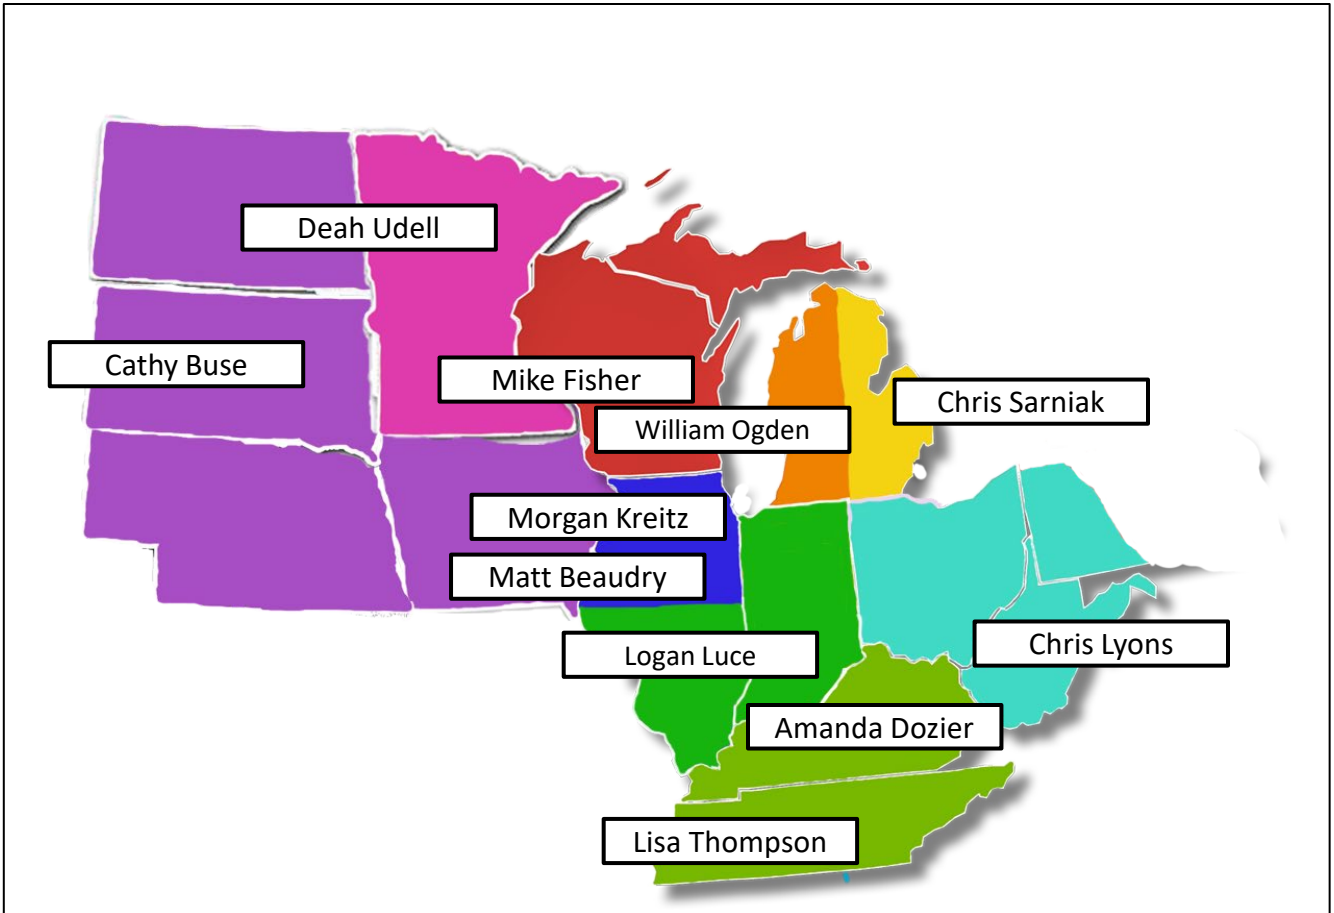 Deah Udell
Cathy Buse
Mike Fisher
Chris Sarniak
William Ogden
Morgan Kreitz
Matt Beaudry
Logan Luce
Chris Lyons
Amanda Dozier
Lisa Thompson